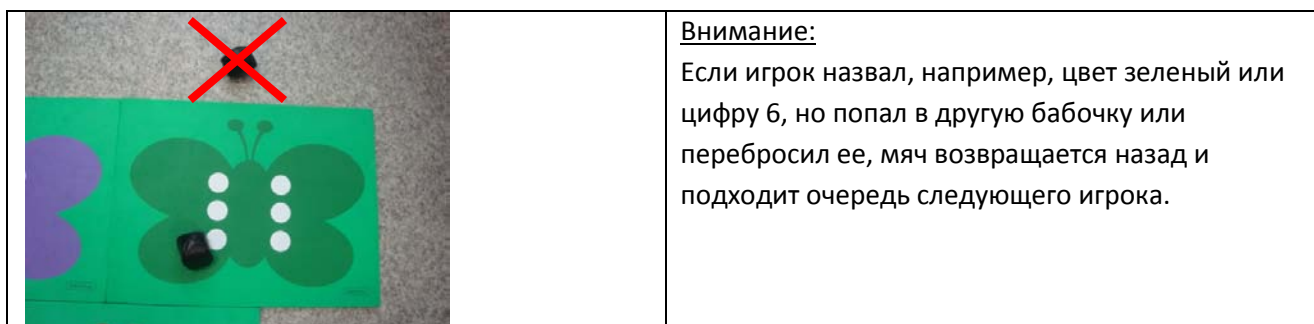 Внимание:
Если игрок назвал, например, цвет зеленый или
цифру 6, но попал в другую бабочку или
перебросил ее, мяч возвращается назад и
подходит очередь следующего игрока.